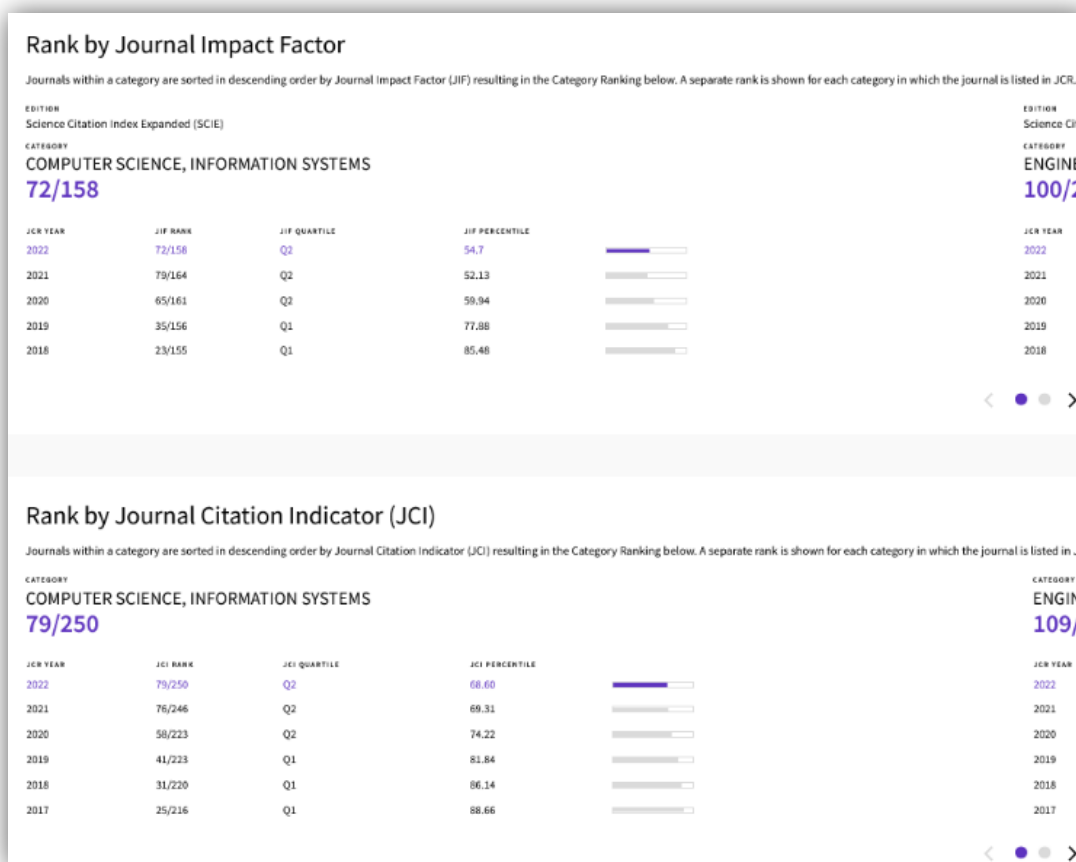 Rank by Journal Impact Factor
Journals within a category are sorted in descending order by Journal Impact Factor (JIF) resulting in the Category Ranking below. A separate rank is shown for each category in which the journal is listed in JCR.
EDITION
Science Citation Index Expanded (SCIE)
CATEGORY
COMPUTER SCIENCE, INFORMATION SYSTEMS
72/158
JCR YEAR JIF RANK JIF QUARTILE JIF PERCENTILE
2022 72/158 Q2 54.7
2021 79/164 Q2 52.13
2020 65/161 Q2 59.94
2019 35/156 Q1 77.88
2018 23/155 Q1 85.48
EDITION
Science
CATEGORY
100/
JCR YEAR
2022
2021
2020
2019
2018
Rank by Journal Citation Indicator (JCI)
Journals within a category are sorted in descending order by Journal Citation Indicator (JCI) resulting in the Category Ranking below. A separate rank is shown for each category in which the journal is listed in
CATEGORY
COMPUTER SCIENCE, INFORMATION SYSTEMS
79/250
JCR YEAR JCI RANK JCI QUARTILE JCI PERCENTILE
2022 79/250 Q2 68.60
2021 76/246 Q2 69.31
2020 58/223 Q2 74.22
2019 41/223 Q1 81.84
2018 31/220 Q1 86.14
2017 25/216 Q1 88.66
CATEGORY
ENGIN
109/
JCR YEAR
2022
2021
2020
2019
2018
2017